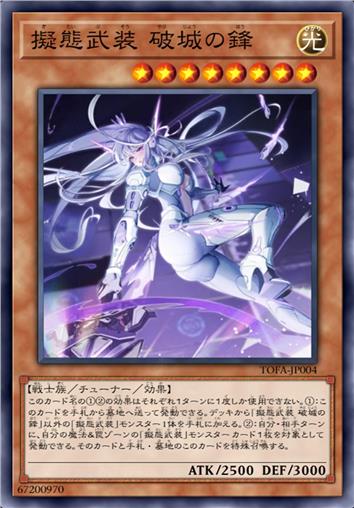 擬態武装 破城の鋒
光
TOFA-JP004
【戦士族／チューナー／効果】
このカード名の①②の効果はそれぞれ1ターンに1度しか使用できない。①：こ
のカードを手札から墓地へ送って発動できる。デッキから「擬態武装 破城
の鋒」以外の「擬態武装」モンスター1体を手札に加える。②：自分・相手ターン
に、自分の魔法&罠ゾーンの「擬態武装」モンスターカード1枚を対象として
発動できる。そのカードと手札・墓地のこのカードを特殊召喚する。
ATK/2500 DEF/3000
67200970